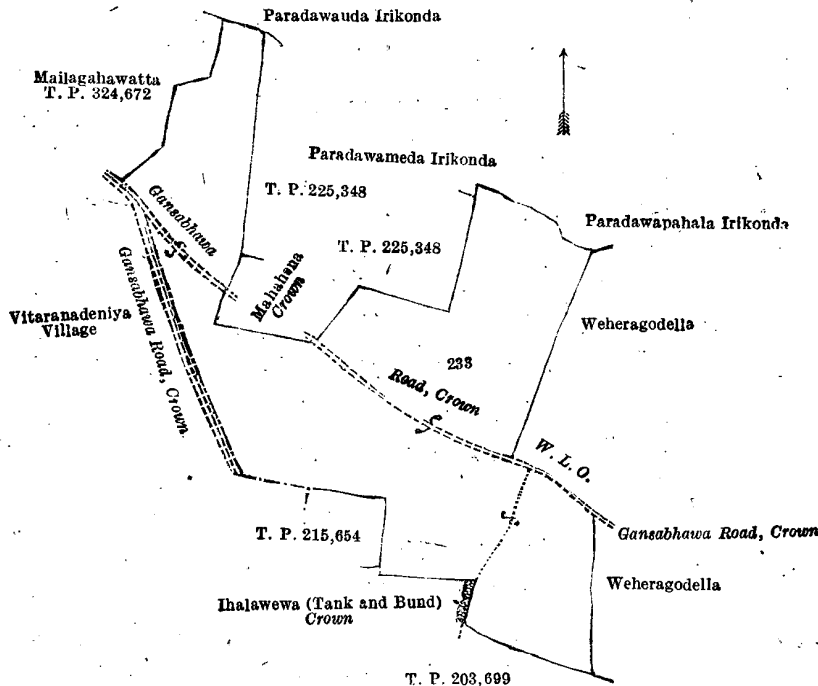 Paradawauda Irikonda
Mailagahawatta
T. P. 324,672
Paradawameda Irikonda
T. P. 225,348
Gansabhawa
Paradawapahala Irikonda
T. P. 225,348
Mahahena
Crown
Vitaranadeniya
Village
Gansabhawa Road, Crown
Weheragodella
233
Road, Crown
W. L. O.
T. P. 215,654
Gansabhawa Road, Crown
Weheragodella
Ihalawewa (Tank and Bund)
Crown
T. P. 203,699